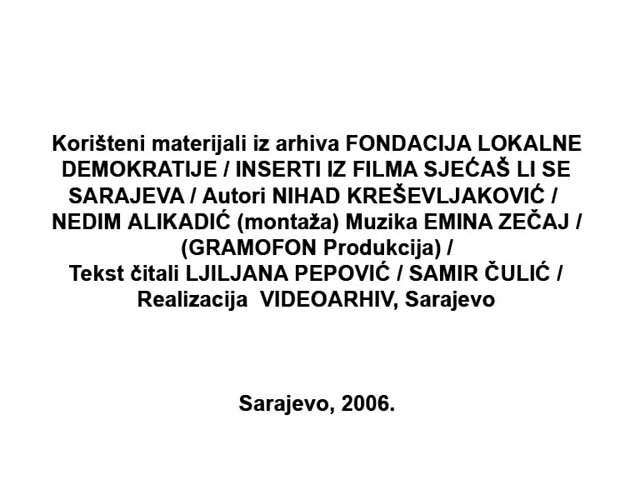 Korišteni materijali iz arhiva FONDACIJA LOKALNE
DEMOKRATIJE / INSERTI IZ FILMA SJEĆAŠ LI SE
SARAJEVA / Autori NIHAD KREŠEVLJAKOVIĆ /
NEDIM ALIKADIĆ (montaža) Muzika EMINA ZEČAJ /
(GRAMOFON Produkcija) /
Tekst čitali LJILJANA PEPOVIĆ / SAMIR ČULIĆ /
Realizacija  VIDEOARHIV, Sarajevo
Sarajevo, 2006.